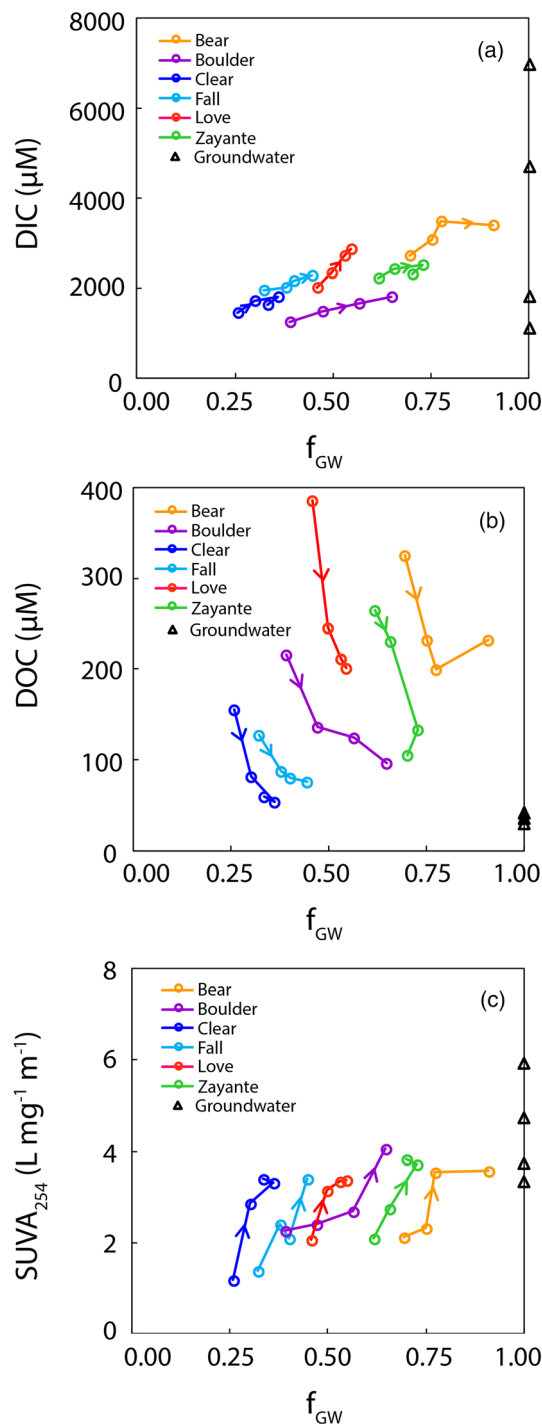 8000
6000
4000
2000
0
DIC (µM)
(a)
Bear
Boulder
Clear
Fall
Love
Zayante
Groundwater
0.00 0.25 0.50 0.75 1.00
fGW
400
300
200
100
0
DOC (µM)
(b)
Bear
Boulder
Clear
Fall
Love
Zayante
Groundwater
0.00 0.25 0.50 0.75 1.00
fGW
8
6
4
2
0
SUVA254 (L mg-1 m-1)
(c)
Bear
Boulder
Clear
Fall
Love
Zayante
Groundwater
0.00 0.25 0.50 0.75 1.00
fGW